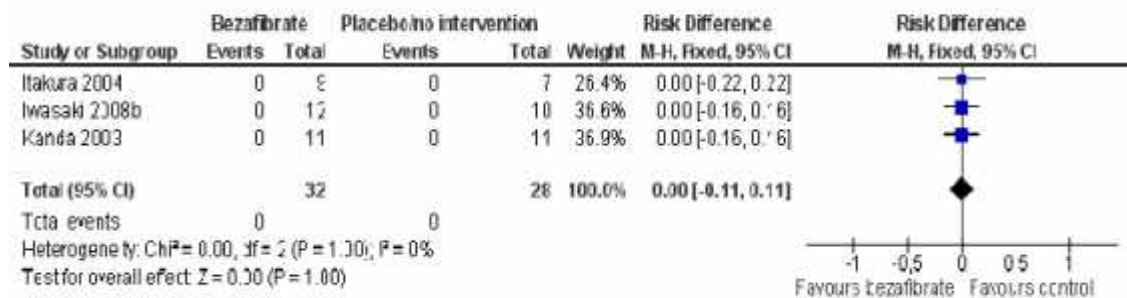 Bezafibrate Placebo/no intervention Risk Difference Risk Difference
Study or Subgroup Events Total Events Total Weight M-H, Fixed, 95% CI M-H, Fixed, 95% CI
Itakura 2004 0 9 0 7 26.4% 0.00 [-0.22, 0.22]
Iwasaki 2008b 0 12 0 10 36.6% 0.00 [-0.16, 0.16]
Kanda 2003 0 11 0 11 36.9% 0.00 [-0.16, 0.16]
Total (95% CI) 32 28 100.0% 0.00 [-0.11, 0.11]
Total events 0 0
Heterogeneity: Chi² = 0.00, df = 2 (P = 1.00); I² = 0%
Test for overall effect: Z = 0.00 (P = 1.00)
-1 -0,5 0 0,5 1
Favours bezafibrate Favours control